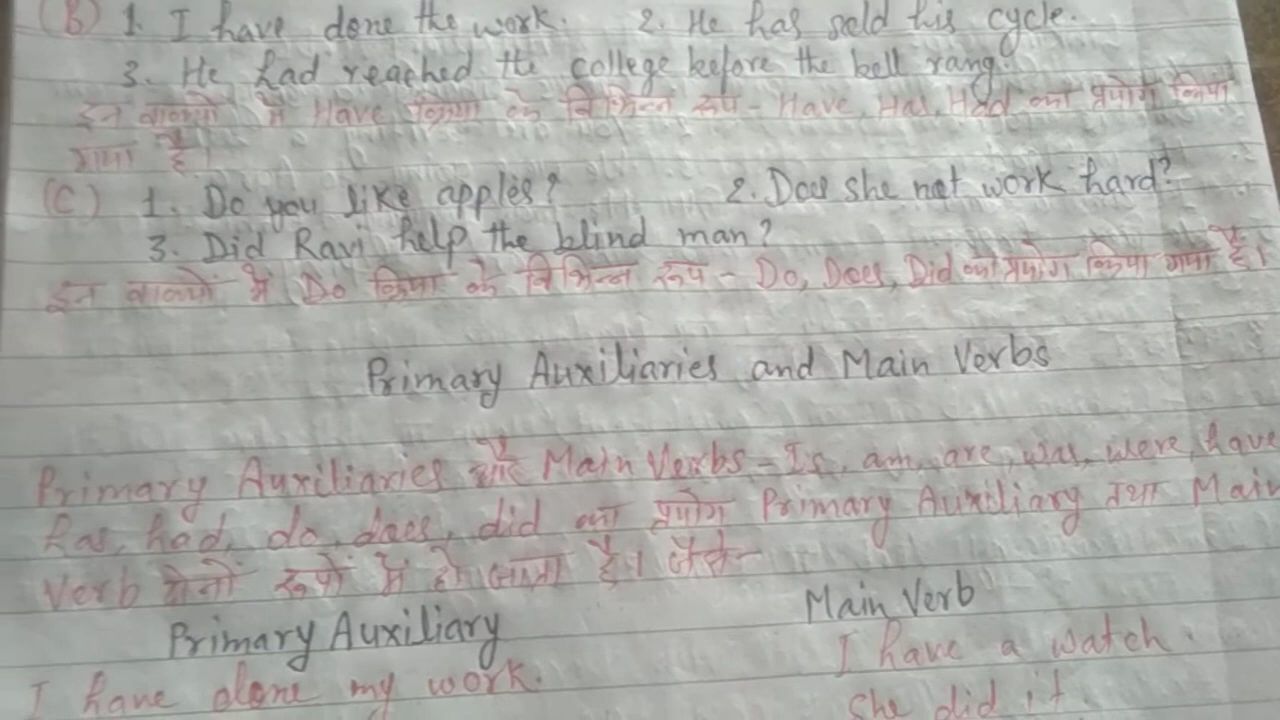 (B) 1. I have done the work. 2. He has sold his cycle.
3. He had reached the college before the bell rang.
इन वाक्यो में Have क्रिया के विभिन्न रूप - Have, Has, Had का प्रयोग किया
गया है।
(C) 1. Do you like apples? 2. Does she not work hard?
3. Did Ravi help the blind man?
इन वाक्यो में Do क्रिया के विभिन्न रूप - Do, Does, Did का प्रयोग किया गया है।
Primary Auxiliaries and Main Verbs
Primary Auxiliaries और Main Verbs - Is, am, are, was, were, have
has, had, do, does, did का प्रयोग Primary Auxiliary तथा Main
Verb दोनों रूपो में हो जाता है। जैसे-
Primary Auxiliary Main Verb
I have done my work. I have a watch.
She did it.